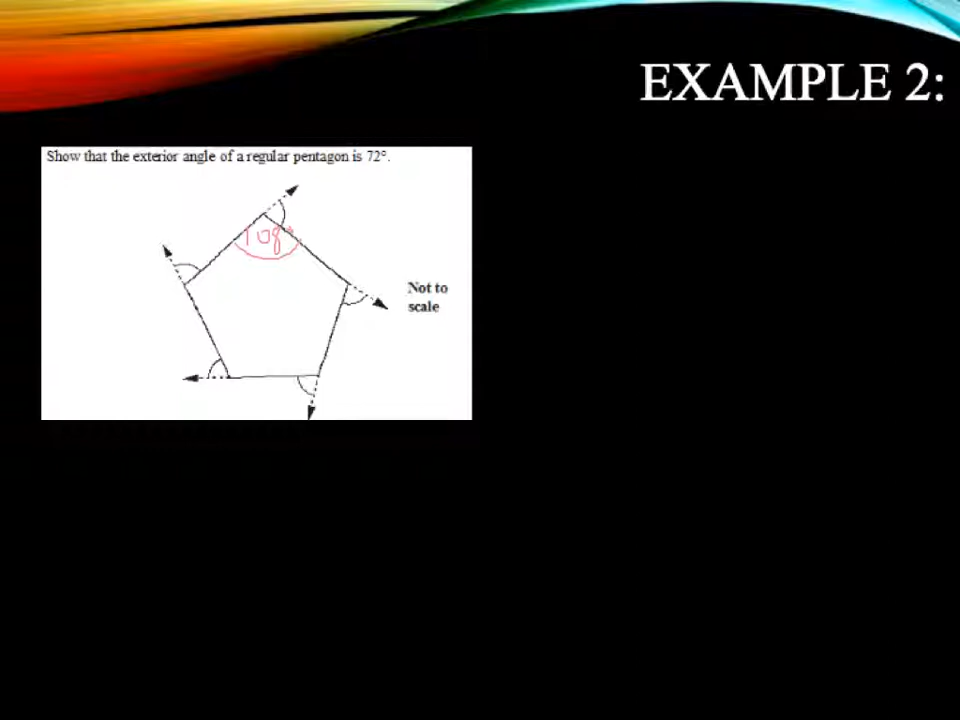 EXAMPLE 2:
Show that the exterior angle of a regular pentagon is 72°.
108°
Not to
scale